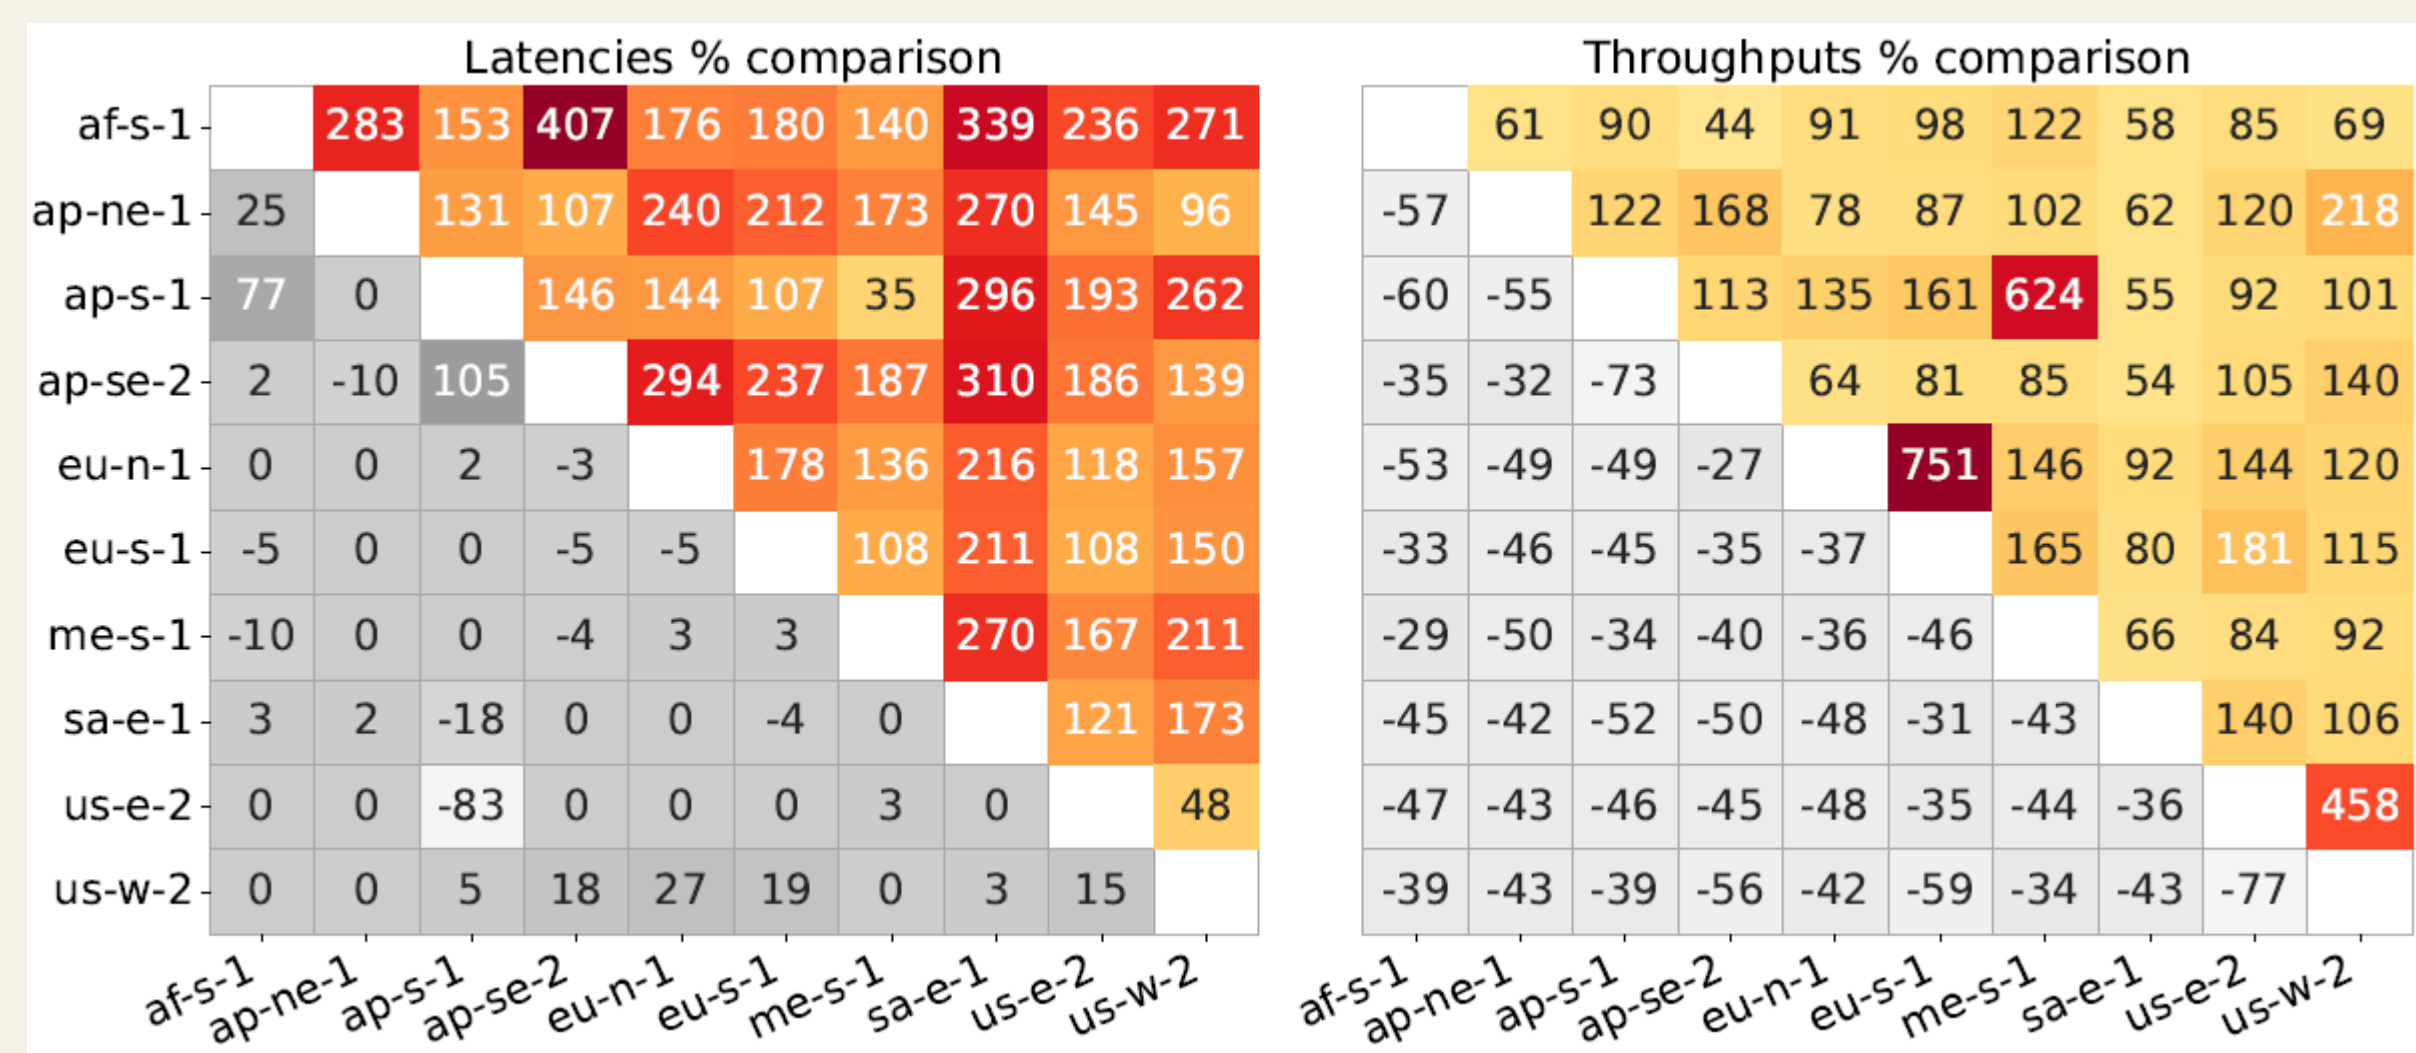 Latencies % comparison
af-s-1 283 153 407 176 180 140 339 236 271
ap-ne-1 25 131 107 240 212 173 270 145 96
ap-s-1 77 0 146 144 107 35 296 193 262
ap-se-2 2 -10 105 294 237 187 310 186 139
eu-n-1 0 0 2 -3 178 136 216 118 157
eu-s-1 -5 0 0 -5 -5 108 211 108 150
me-s-1 -10 0 0 -4 3 3 270 167 211
sa-e-1 3 2 -18 0 0 -4 0 121 173
us-e-2 0 0 -83 0 0 0 3 0 48
us-w-2 0 0 5 18 27 19 0 3 15
af-s-1 ap-ne-1 ap-s-1 ap-se-2 eu-n-1 eu-s-1 me-s-1 sa-e-1 us-e-2 us-w-2
Throughputs % comparison
61 90 44 91 98 122 58 85 69
-57 122 168 78 87 102 62 120 218
-60 -55 113 135 161 624 55 92 101
-35 -32 -73 64 81 85 54 105 140
-53 -49 -49 -27 751 146 92 144 120
-33 -46 -45 -35 -37 165 80 181 115
-29 -50 -34 -40 -36 -46 66 84 92
-45 -42 -52 -50 -48 -31 -43 140 106
-47 -43 -46 -45 -48 -35 -44 -36 458
-39 -43 -39 -56 -42 -59 -34 -43 -77
af-s-1 ap-ne-1 ap-s-1 ap-se-2 eu-n-1 eu-s-1 me-s-1 sa-e-1 us-e-2 us-w-2